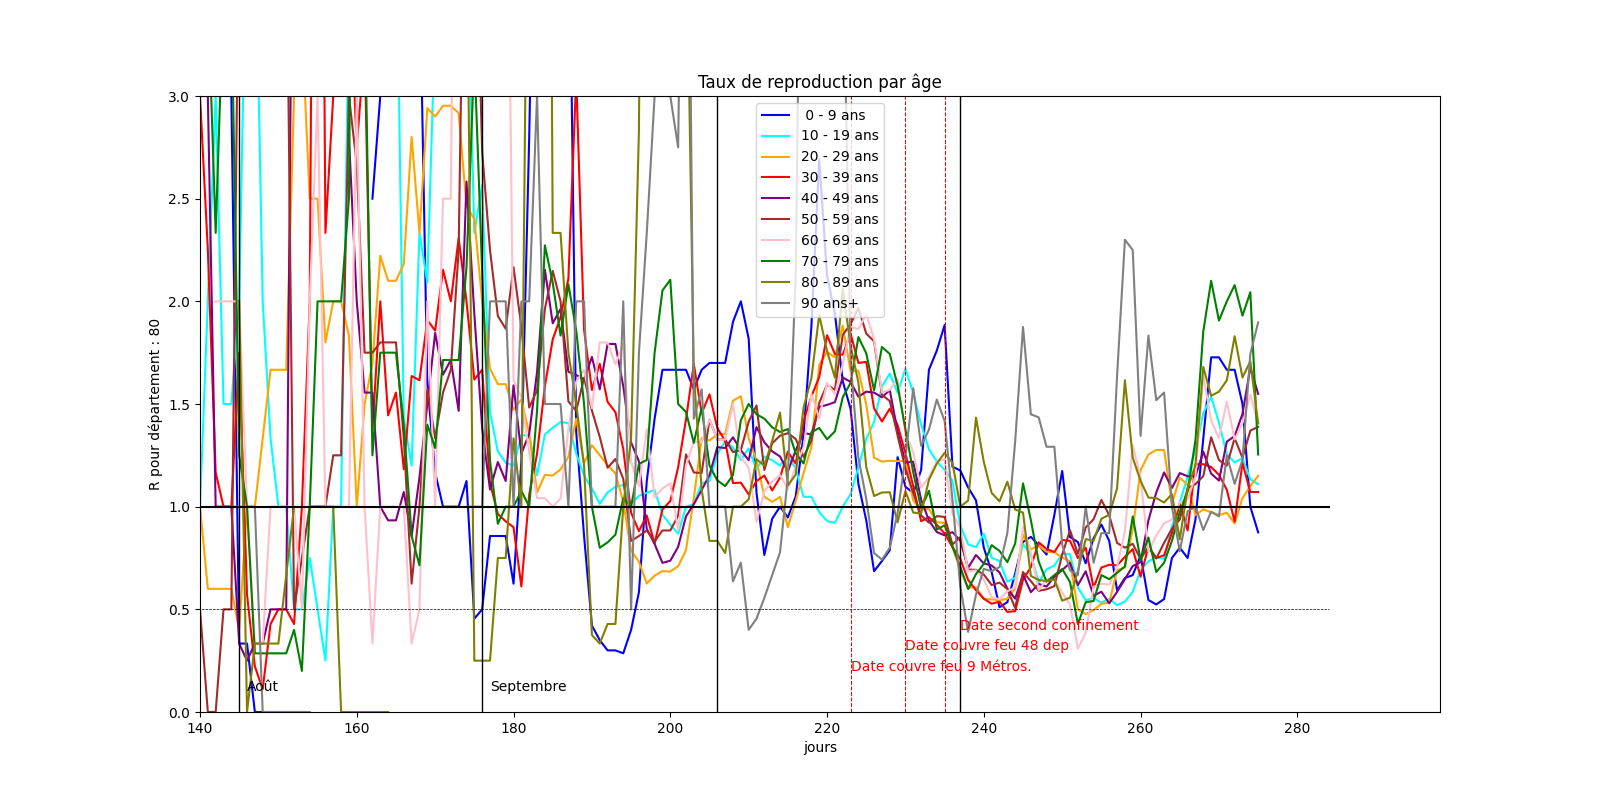 Taux de reproduction par âge
R pour département : 80
3.0
2.5
2.0
1.5
1.0
0.5
0.0
0 - 9 ans
10 - 19 ans
20 - 29 ans
30 - 39 ans
40 - 49 ans
50 - 59 ans
60 - 69 ans
70 - 79 ans
80 - 89 ans
90 ans+
Date second confinement
Date couvre feu 48 dep
Date couvre feu 9 Métros.
Août
Septembre
140
160
180
200
220
240
260
280
jours